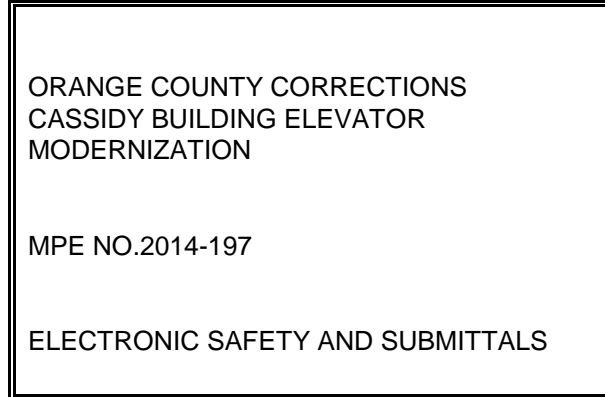 ORANGE COUNTY CORRECTIONS
CASSIDY BUILDING ELEVATOR
MODERNIZATION
MPE NO.2014-197
ELECTRONIC SAFETY AND SUBMITTALS